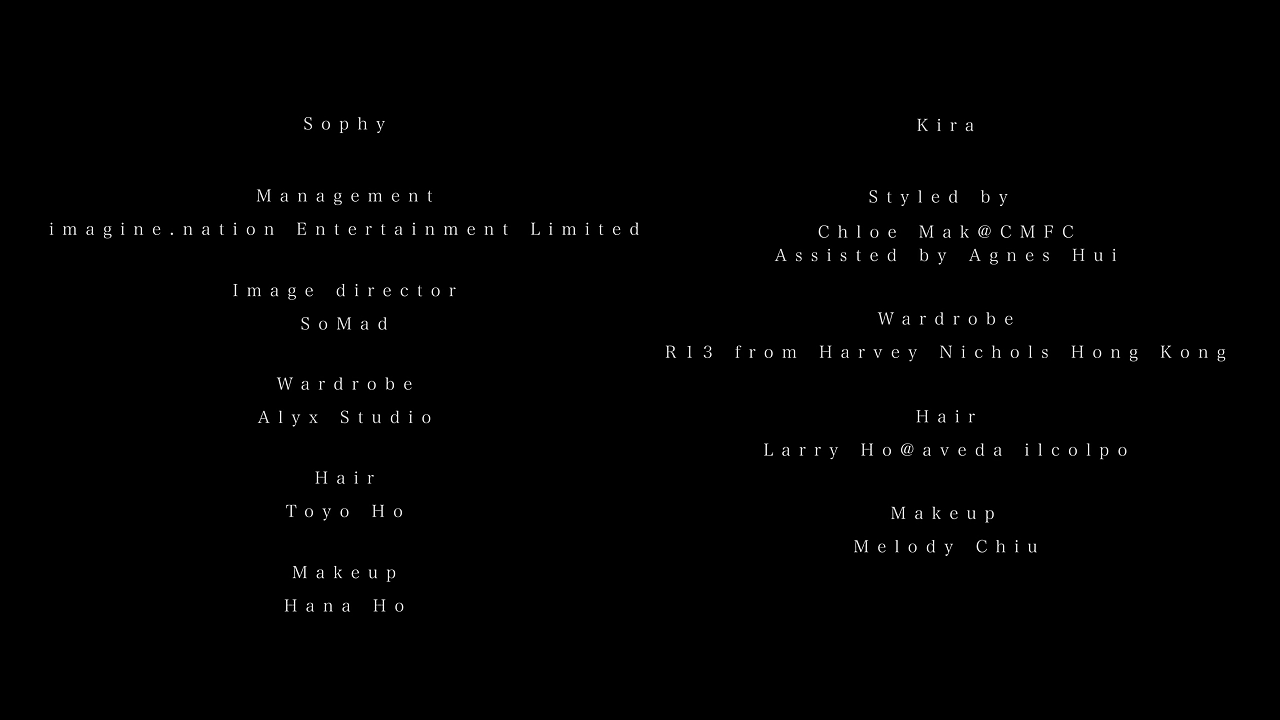 Sophy
Management
imagine.nation Entertainment Limited
Image director
SoMad
Wardrobe
Alyx Studio
Hair
Toyo Ho
Makeup
Hana Ho
Kira
Styled by
Chloe Mak@CMFC
Assisted by Agnes Hui
Wardrobe
R13 from Harvey Nichols Hong Kong
Hair
Larry Ho@aveda ilcolpo
Makeup
Melody Chiu